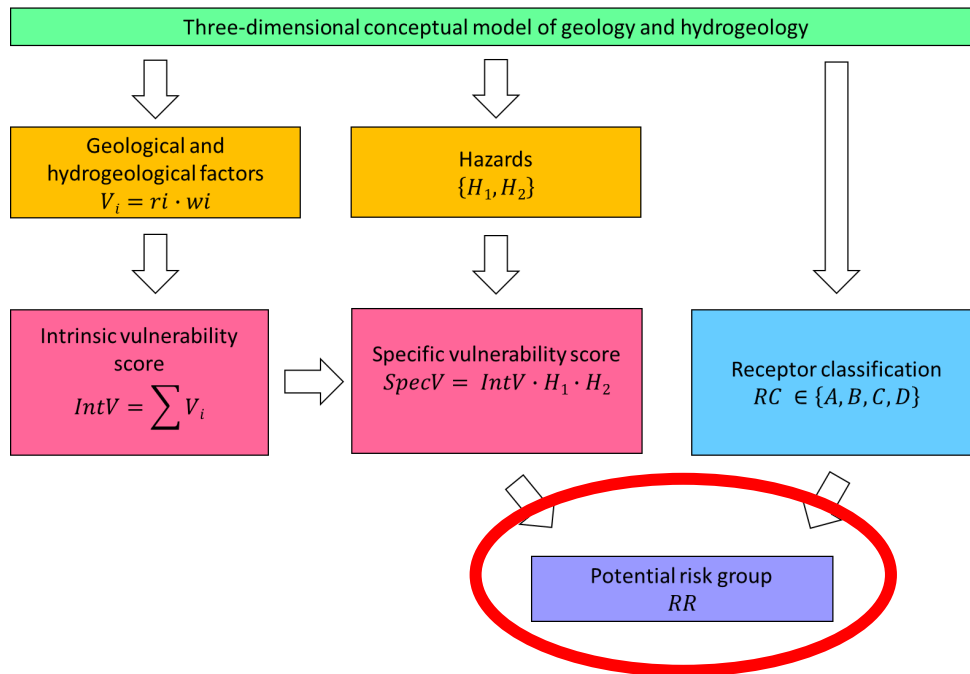 Three-dimensional conceptual model of geology and hydrogeology
Geological and
hydrogeological factors
V_i = ri · wi
Hazards
{H_1, H_2}
Intrinsic vulnerability
score
IntV = ∑ V_i
Specific vulnerability score
SpecV = IntV · H_1 · H_2
Receptor classification
RC ∈ {A, B, C, D}
Potential risk group
RR